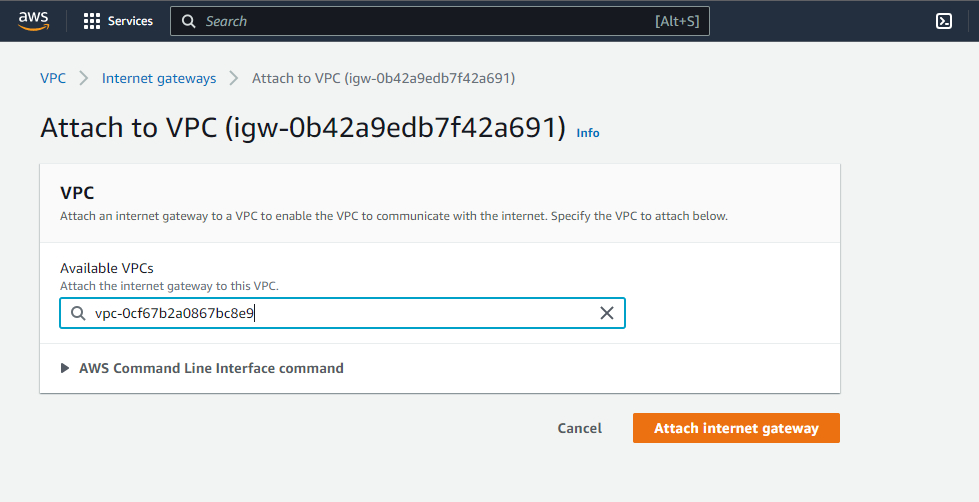 aws Services Search [Alt+S]
VPC Internet gateways Attach to VPC (igw-0b42a9edb7f42a691)
Attach to VPC (igw-0b42a9edb7f42a691) Info
VPC
Attach an internet gateway to a VPC to enable the VPC to communicate with the internet. Specify the VPC to attach below.
Available VPCs
Attach the internet gateway to this VPC.
vpc-0cf67b2a0867bc8e9
AWS Command Line Interface command
Cancel Attach internet gateway